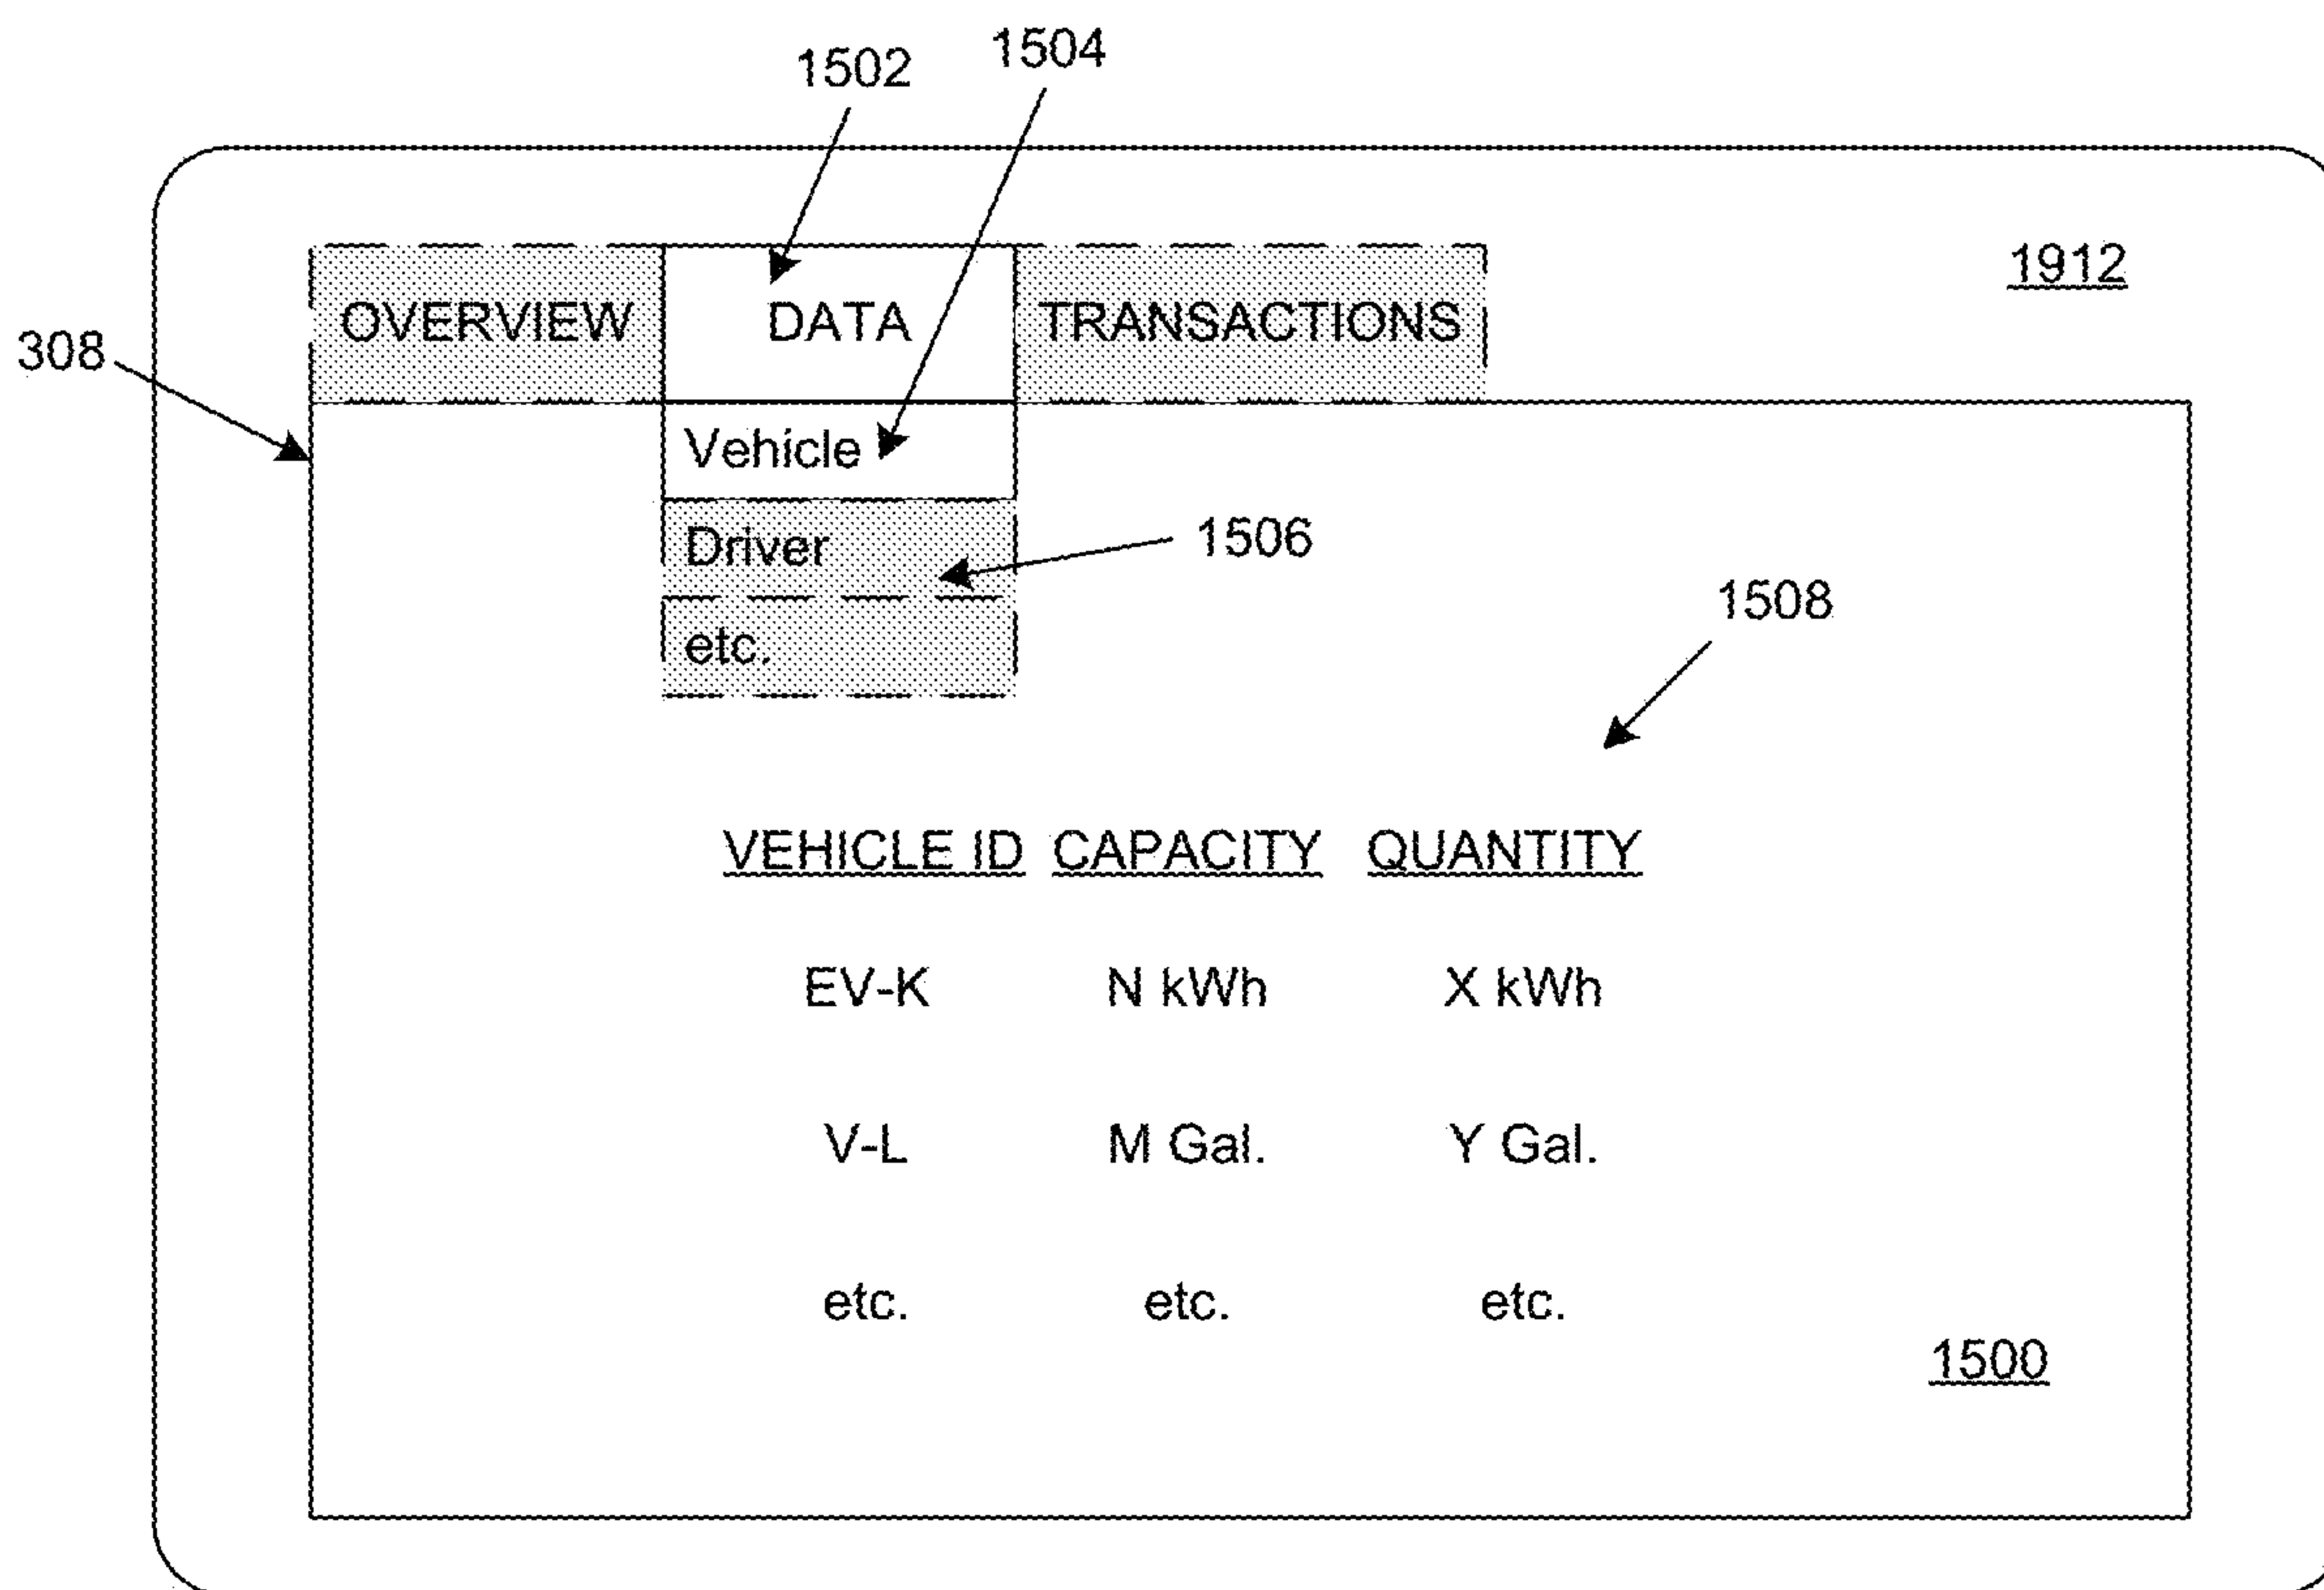 1502
1504
1912
OVERVIEW DATA TRANSACTIONS
308
Vehicle
Driver
1506
1508
etc.
VEHICLE ID CAPACITY QUANTITY
EV-K N kWh X kWh
V-L M Gal. Y Gal.
etc. etc. etc.
1500